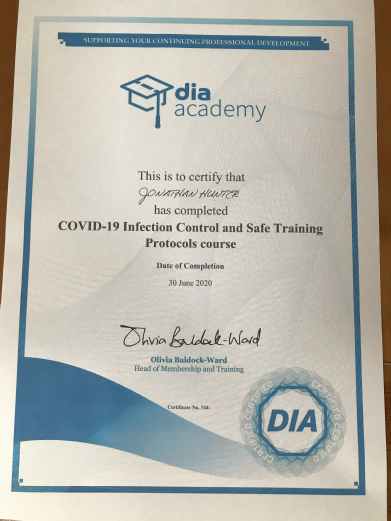 SUPPORTING YOUR CONTINUING PROFESSIONAL DEVELOPMENT
dia
academy
This is to certify that
JONATHAN HUNTER
has completed
COVID-19 Infection Control and Safe Training
Protocols course
Date of Completion
30 June 2020
Olivia Baldock-Ward
Olivia Baldock-Ward
Head of Membership and Training
Certificate No.
DIA